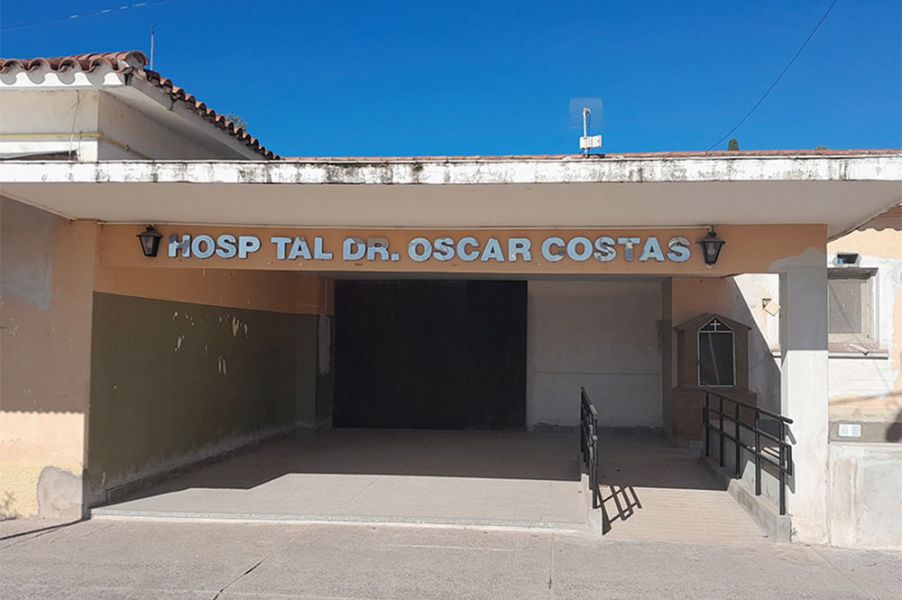 HOSP TAL DR. OSCAR COSTAS